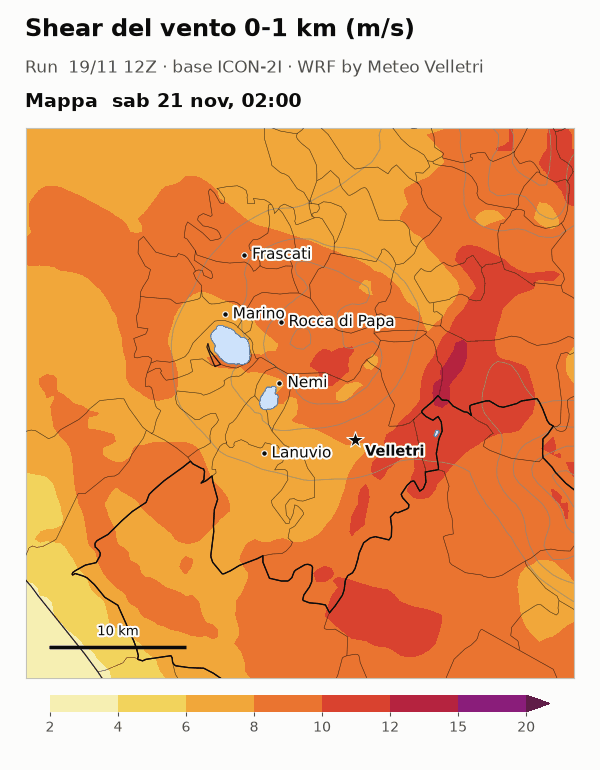 Shear del vento 0-1 km (m/s)
Run  19/11 12Z · base ICON-2I · WRF by Meteo Velletri
Mappa  sab 21 nov, 02:00
Frascati
Marino
Rocca di Papa
Nemi
Velletri
Lanuvio
10 km
2 4 6 8 10 12 15 20